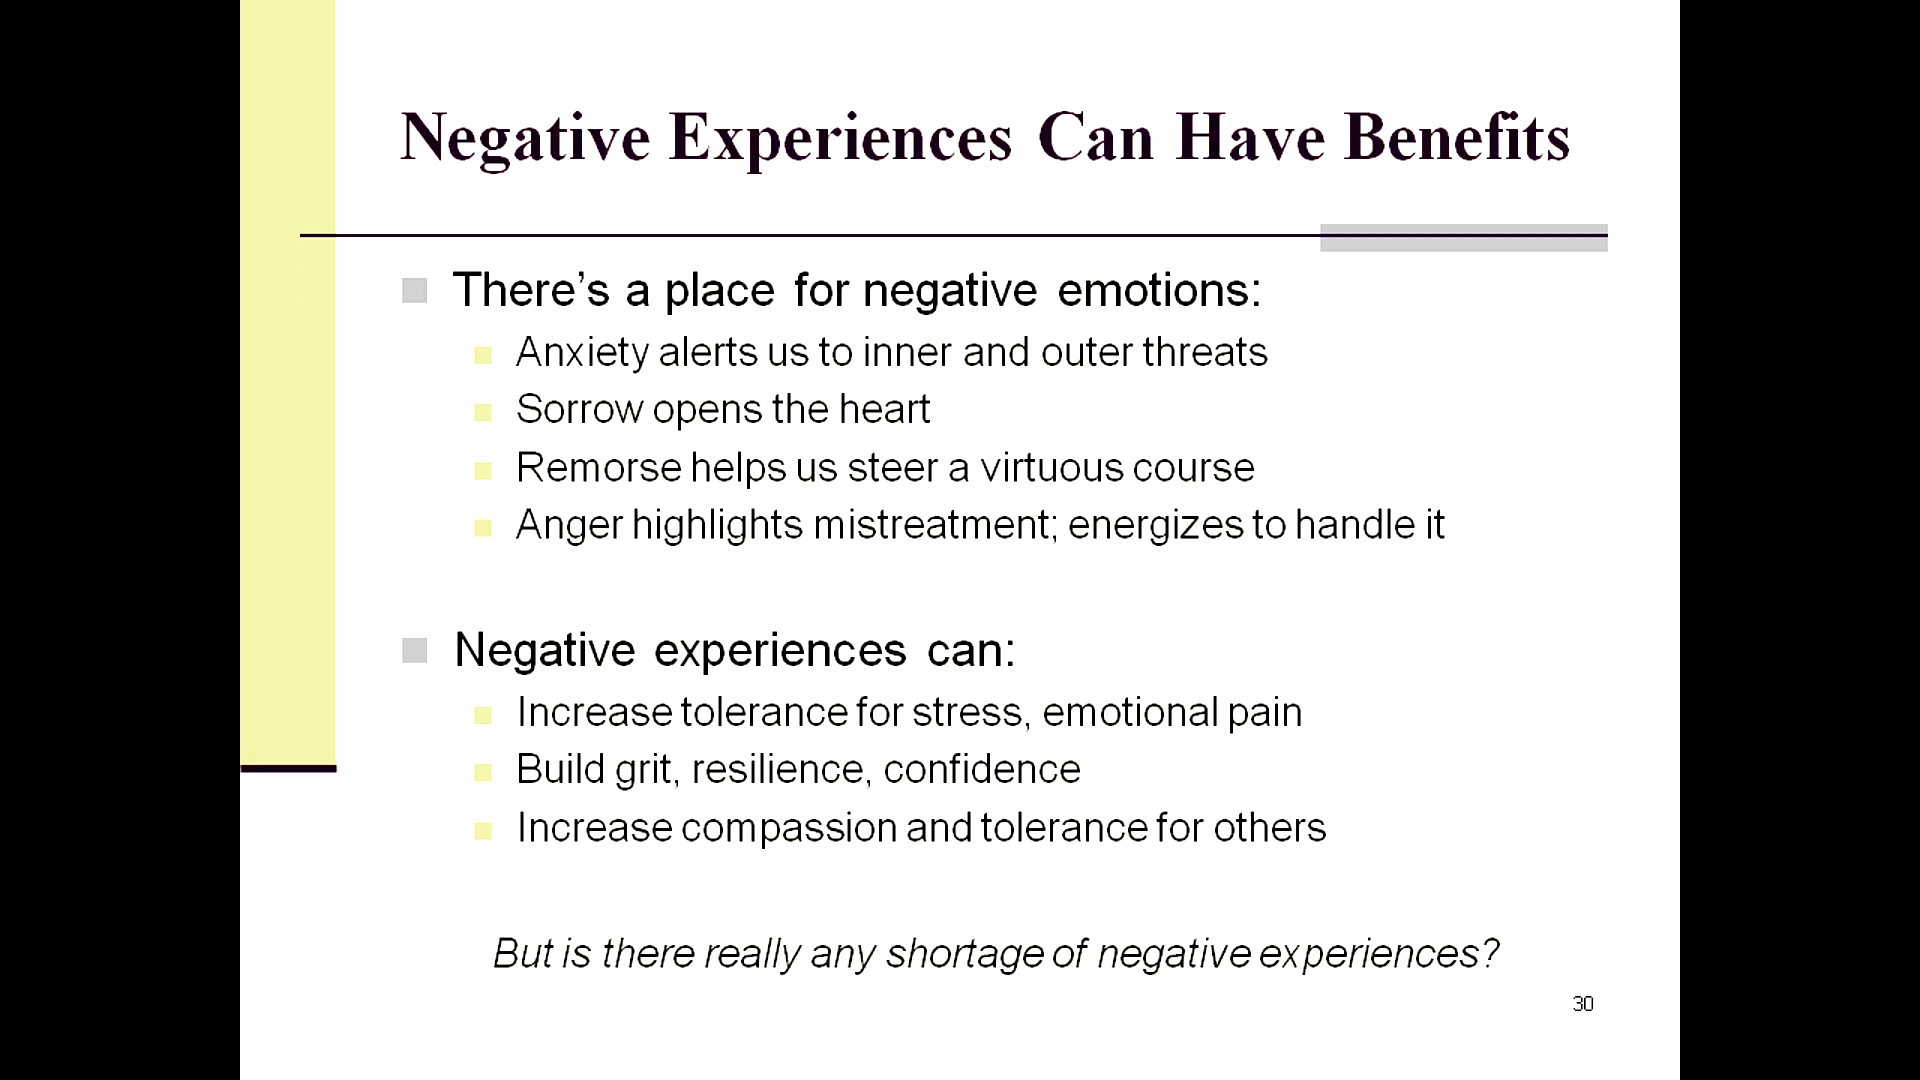 Negative Experiences Can Have Benefits
There’s a place for negative emotions:
Anxiety alerts us to inner and outer threats
Sorrow opens the heart
Remorse helps us steer a virtuous course
Anger highlights mistreatment; energizes to handle it
Negative experiences can:
Increase tolerance for stress, emotional pain
Build grit, resilience, confidence
Increase compassion and tolerance for others
But is there really any shortage of negative experiences?
30